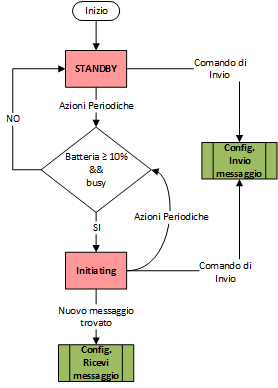 Inizio
STANDBY
Comando di
Invio
Azioni Periodiche
NO
Batteria ≥ 10%
&&
busy
Config.
Invio
messaggio
Azioni Periodiche
SI
Initiating
Comando di
Invio
Nuovo messaggio
trovato
Config.
Ricevi
messaggio